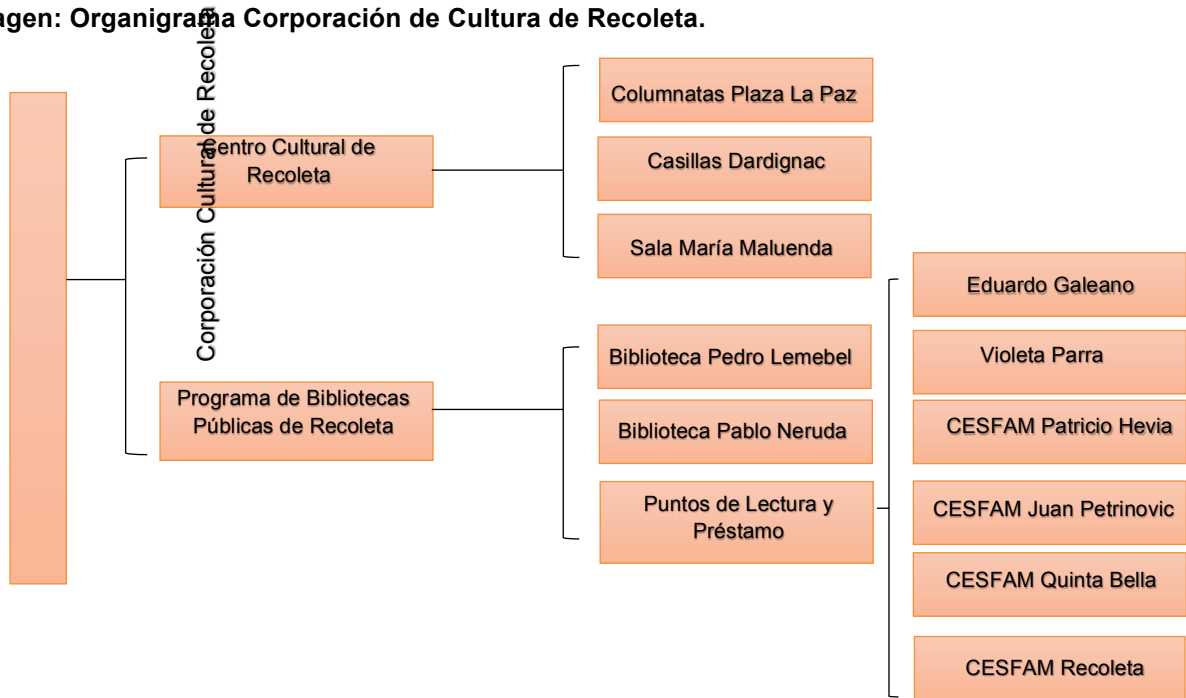 agen: Organigrama Corporación de Cultura de Recoleta.
Corporación Cultural de Recoleta
Centro Cultural de
Recoleta
Columnatas Plaza La Paz
Casillas Dardignac
Sala María Maluenda
Programa de Bibliotecas
Públicas de Recoleta
Biblioteca Pedro Lemebel
Biblioteca Pablo Neruda
Puntos de Lectura y
Préstamo
Eduardo Galeano
Violeta Parra
CESFAM Patricio Hevia
CESFAM Juan Petrinovic
CESFAM Quinta Bella
CESFAM Recoleta